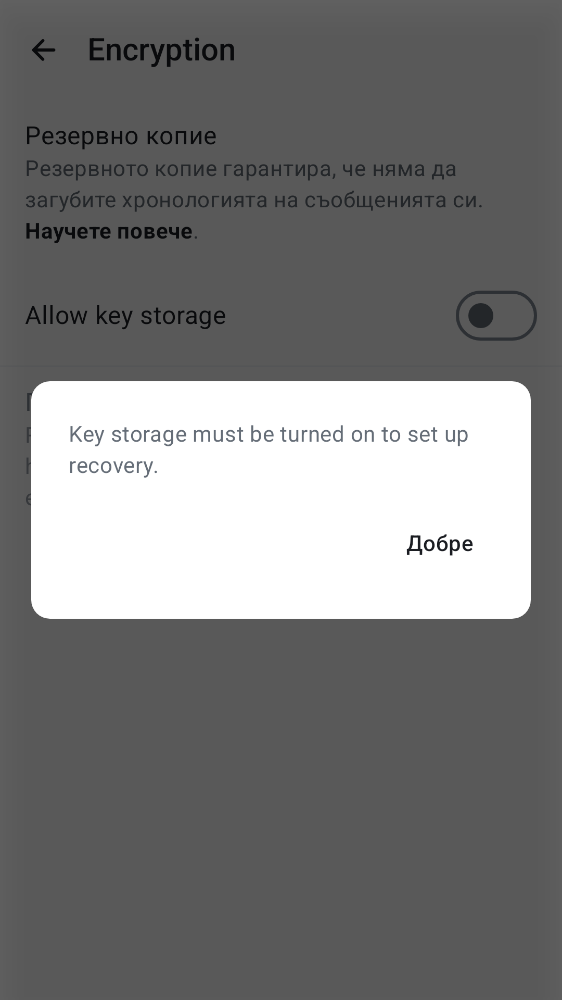 Encryption
Резервно копие
Резервното копие гарантира, че няма да
загубите хронологията на съобщенията си.
Научете повече.
Allow key storage
Key storage must be turned on to set up
recovery.
Добре